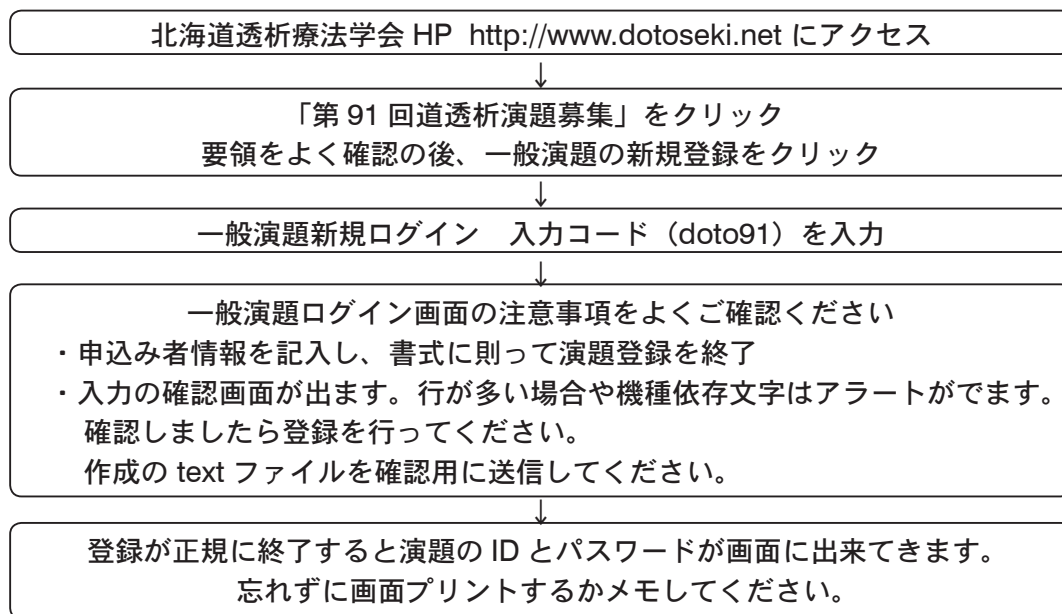 北海道透析療法学会 HP http://www.dotoseki.net にアクセス
↓
「第 91 回道透析演題募集」をクリック
要領をよく確認の後、一般演題の新規登録をクリック
↓
一般演題新規ログイン　入力コード（doto91）を入力
↓
一般演題ログイン画面の注意事項をよくご確認ください
・申込み者情報を記入し、書式に則って演題登録を終了
・入力の確認画面が出ます。行が多い場合や機種依存文字はアラートがでます。
確認しましたら登録を行ってください。
作成の text ファイルを確認用に送信してください。
↓
登録が正規に終了すると演題の ID とパスワードが画面に出来てきます。
忘れずに画面プリントするかメモしてください。